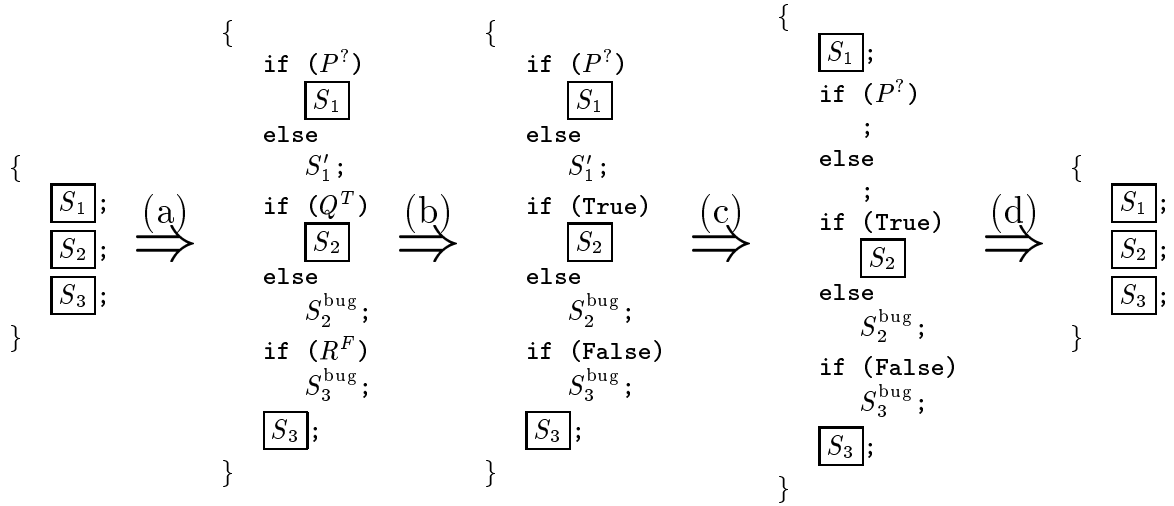 {
S₁;
S₂;
S₃;
}
(a)
⇒
{
if (P?)
S₁
else
S₁′;
if (Qᵀ)
S₂
else
S₂ᵇᵘᵍ;
if (Rᶠ)
S₃ᵇᵘᵍ;
S₃;
}
(b)
⇒
{
if (P?)
S₁
else
S₁′;
if (True)
S₂
else
S₂ᵇᵘᵍ;
if (False)
S₃ᵇᵘᵍ;
S₃;
}
(c)
⇒
{
S₁;
if (P?)
;
else
;
if (True)
S₂
else
S₂ᵇᵘᵍ;
if (False)
S₃ᵇᵘᵍ;
S₃;
}
(d)
⇒
{
S₁;
S₂;
S₃;
}